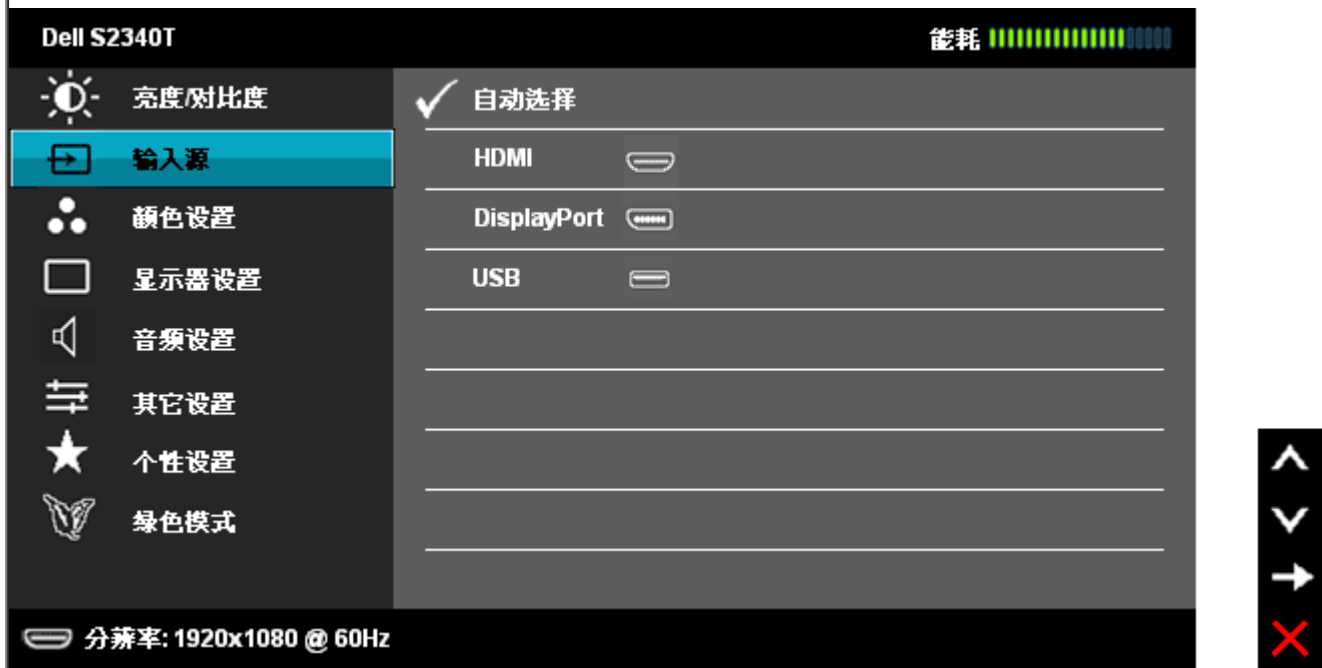 Dell S2340T
能耗
亮度/对比度
自动选择
输入源
HDMI
颜色设置
DisplayPort
显示器设置
USB
音频设置
其它设置
个性设置
绿色模式
分辨率: 1920x1080 @ 60Hz